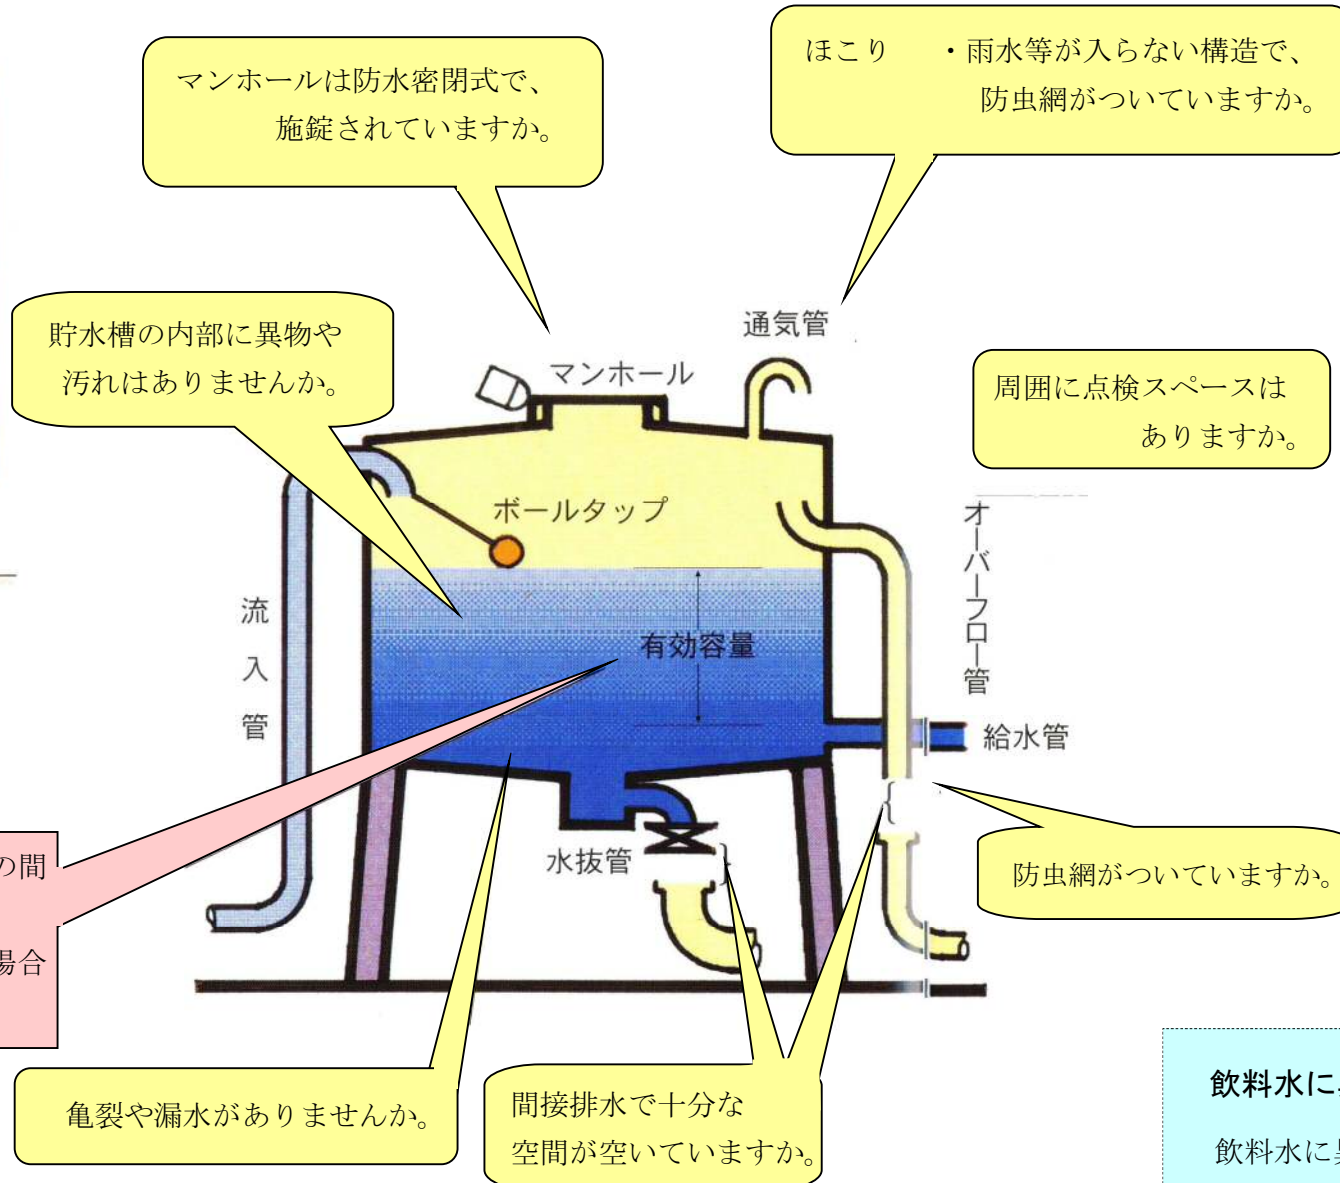 マンホールは防水密閉式で、
施錠されていますか。
ほこり　・雨水等が入らない構造で、
防虫網がついていますか。
貯水槽の内部に異物や
汚れはありませんか。
通気管
マンホール
周囲に点検スペースは
ありますか。
ボールタップ
オーバーフロー管
流入管
有効容量
給水管
水抜管
防虫網がついていますか。
の間
場合
亀裂や漏水がありませんか。
間接排水で十分な
空間が空いていますか。
飲料水に
飲料水に